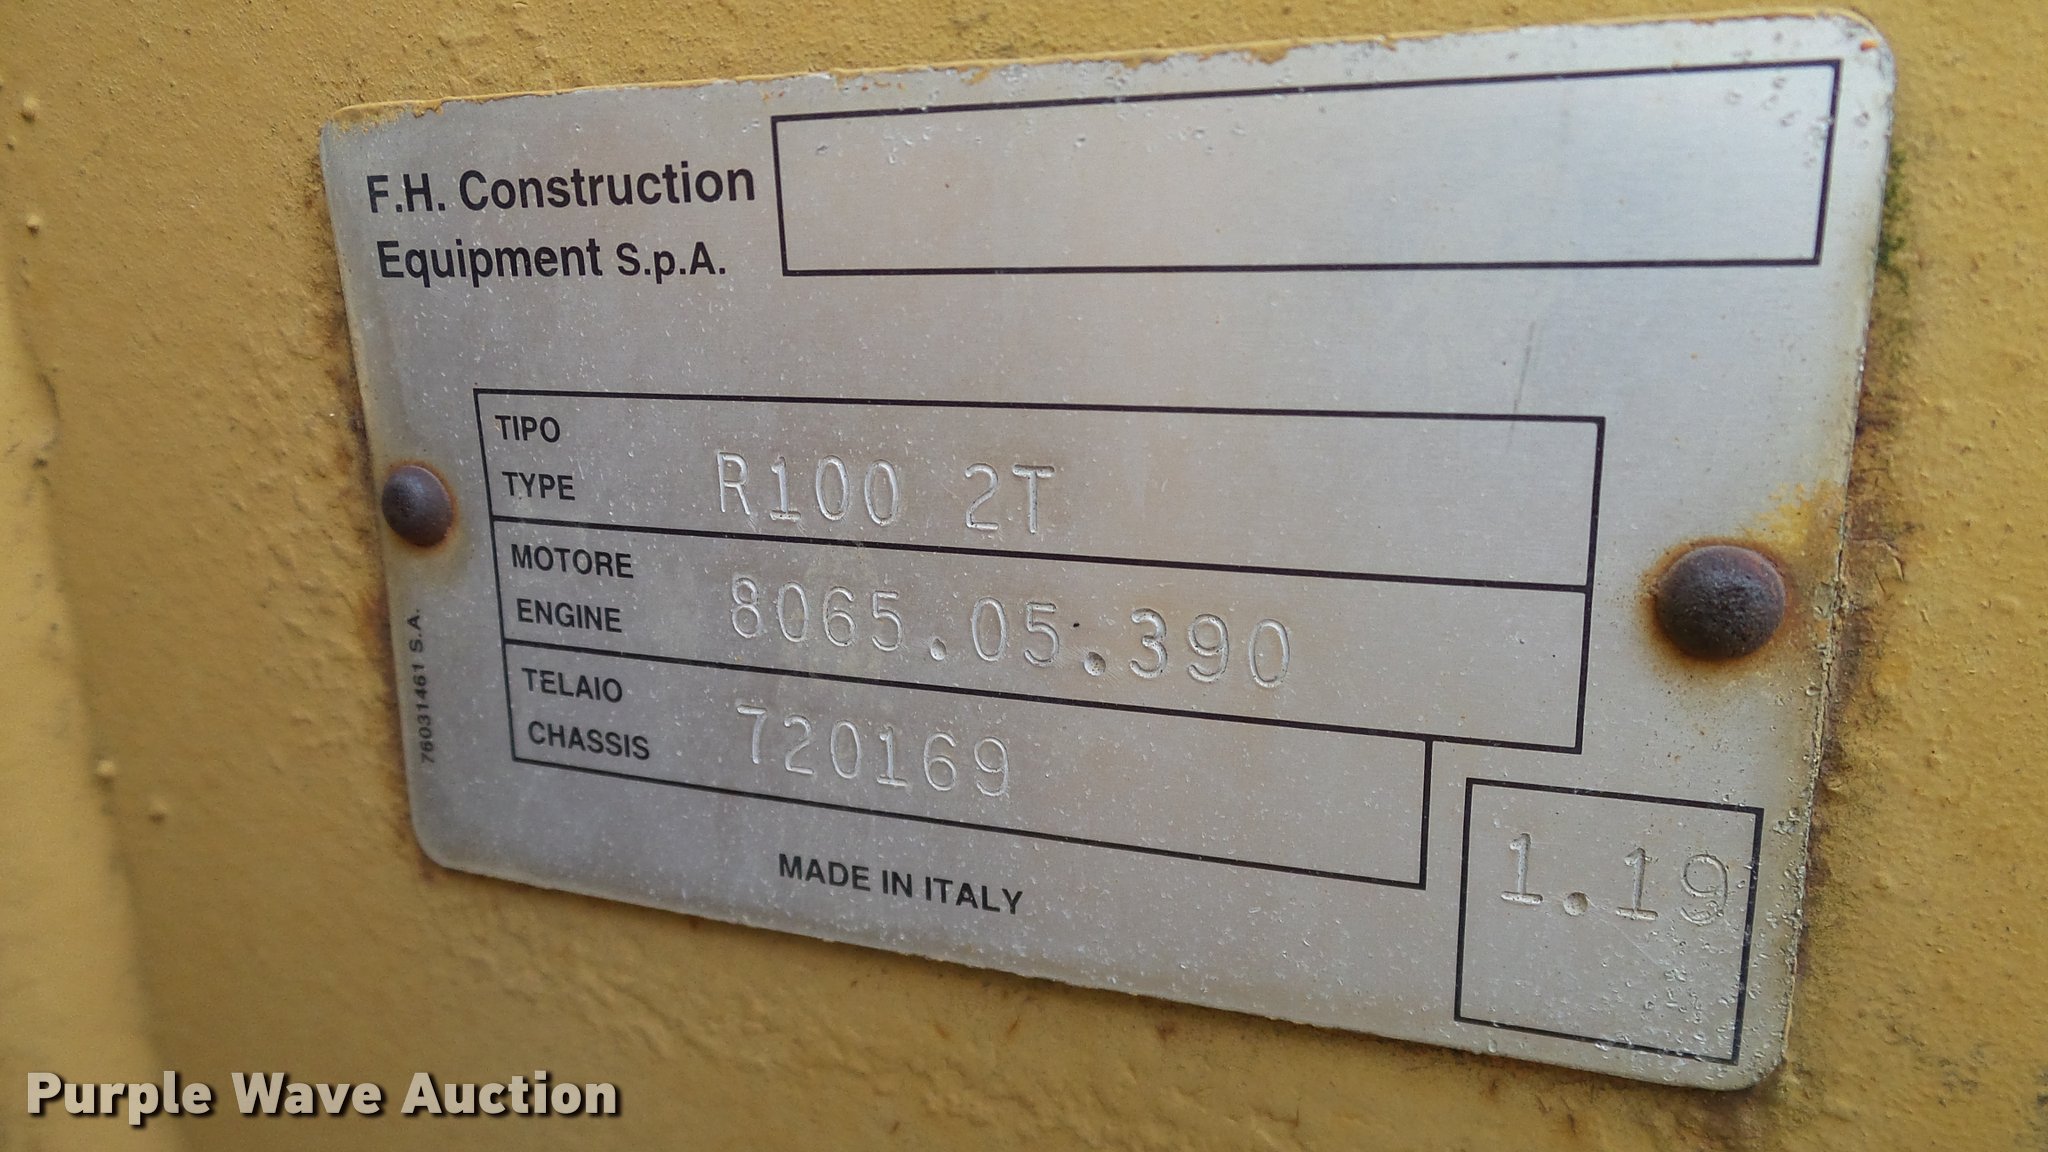 F.H. Construction
Equipment S.p.A.
TIPO
TYPE R100 2T
MOTORE
ENGINE 8065.05.390
TELAIO
CHASSIS 720169
1.19
MADE IN ITALY
760314461 S.A.
Purple Wave Auction